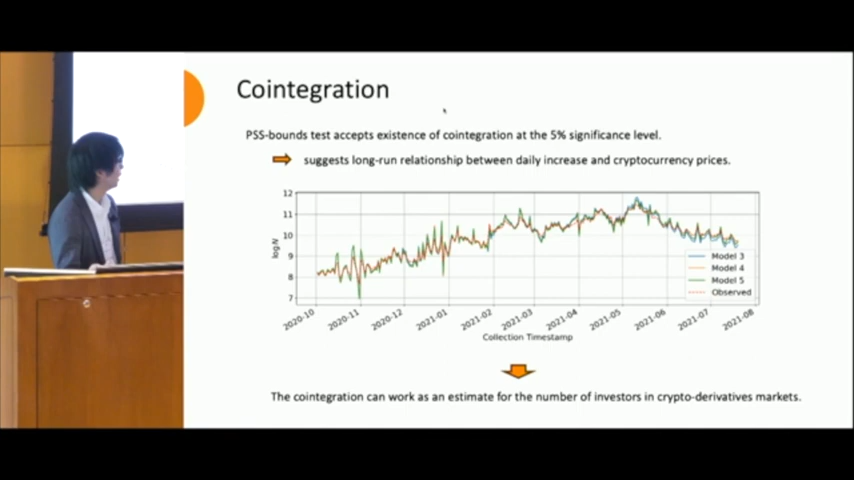 Cointegration
PSS-bounds test accepts existence of cointegration at the 5% significance level.
suggests long-run relationship between daily increase and cryptocurrency prices.
12
11
10
9
8
7
log N
Model 3
Model 4
Model 5
Observed
2020-10
2020-11
2020-12
2021-01
2021-02
2021-03
2021-04
2021-05
2021-06
2021-07
2021-08
Collection Timestamp
The cointegration can work as an estimate for the number of investors in crypto-derivatives markets.